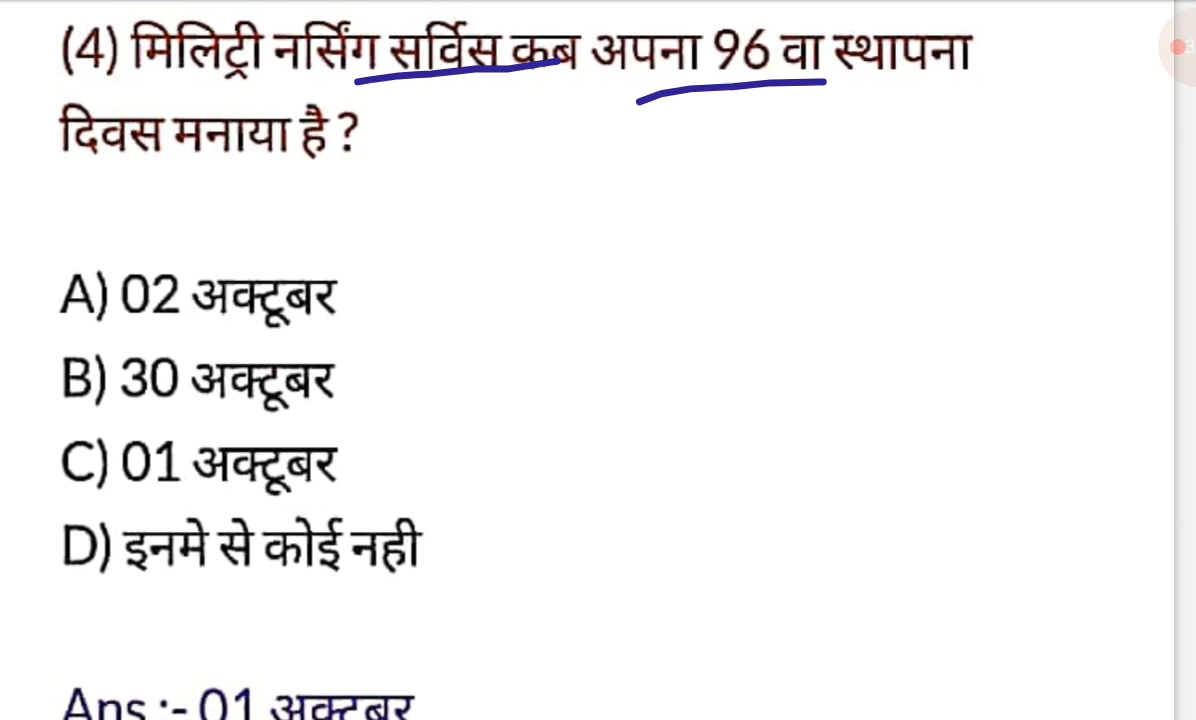 (4) मिलिट्री नर्सिंग सर्विस कब अपना 96 वा स्थापना
दिवस मनाया है ?
A) 02 अक्टूबर
B) 30 अक्टूबर
C) 01 अक्टूबर
D) इनमे से कोई नही
Ans :- 01 अक्टूबर